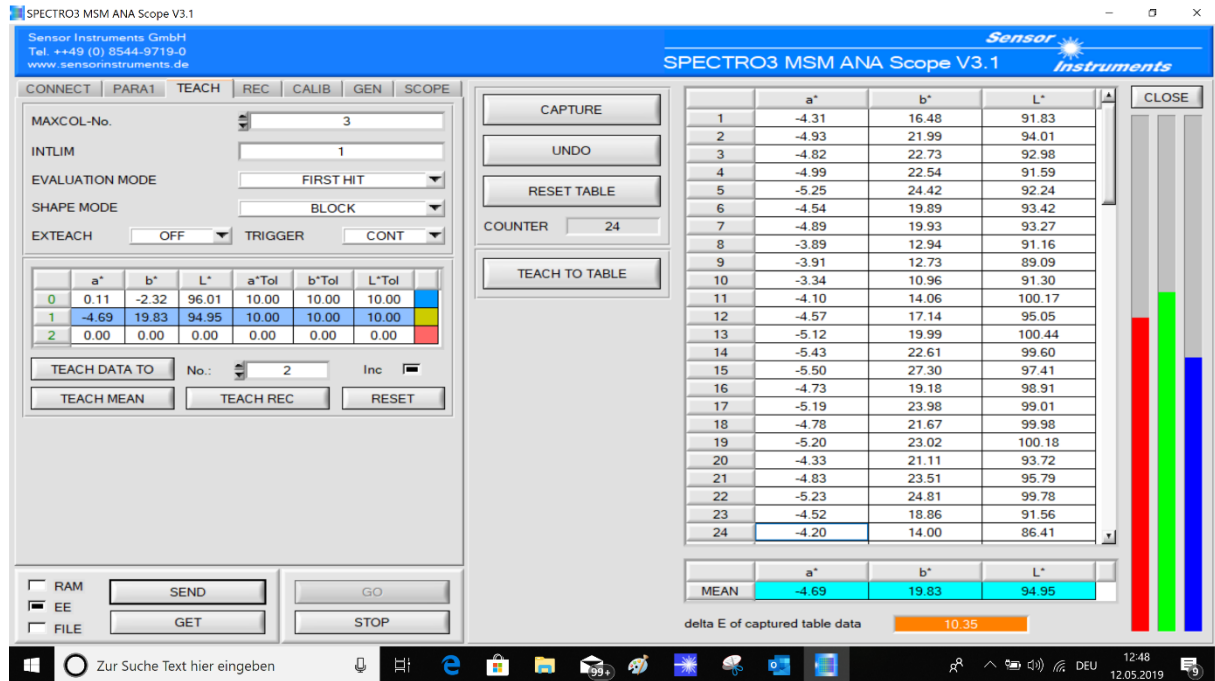 SPECTRO3 MSM ANA Scope V3.1
Sensor Instruments GmbH
Tel. ++49 (0) 8544-9719-0
www.sensorinstruments.de
SPECTRO3 MSM ANA Scope V3.1
Sensor Instruments
CONNECT PARA1 TEACH REC CALIB GEN SCOPE
MAXCOL-No. 3
INTLIM 1
EVALUATION MODE FIRST HIT
SHAPE MODE BLOCK
EXTEACH OFF TRIGGER CONT
a* b* L* a*Tol b*Tol L*Tol
0 0.11 -2.32 96.01 10.00 10.00 10.00
1 -4.69 19.83 94.95 10.00 10.00 10.00
2 0.00 0.00 0.00 0.00 0.00 0.00
TEACH DATA TO No.: 2 Inc
TEACH MEAN TEACH REC RESET
RAM
EE
FILE
SEND
GET
GO
STOP
CAPTURE
UNDO
RESET TABLE
COUNTER 24
TEACH TO TABLE
a* b* L*
1 -4.31 16.48 91.83
2 -4.93 21.99 94.01
3 -4.82 22.73 92.98
4 -4.99 22.54 91.59
5 -5.25 24.42 92.24
6 -4.54 19.89 93.42
7 -4.89 19.93 93.27
8 -3.89 12.94 91.16
9 -3.91 12.73 89.09
10 -3.34 10.96 91.30
11 -4.10 14.06 100.17
12 -4.57 17.14 95.05
13 -5.12 19.99 100.44
14 -5.43 22.61 99.60
15 -5.50 27.30 97.41
16 -4.73 19.18 98.91
17 -5.19 23.98 99.01
18 -4.78 21.67 99.98
19 -5.20 23.02 100.18
20 -4.33 21.11 93.72
21 -4.83 23.51 95.79
22 -5.23 24.81 99.78
23 -4.52 18.86 91.56
24 -4.20 14.00 86.41
a* b* L*
MEAN -4.69 19.83 94.95
delta E of captured table data 10.35
CLOSE
Zur Suche Text hier eingeben
99+
DEU
12:48
12.05.2019
9